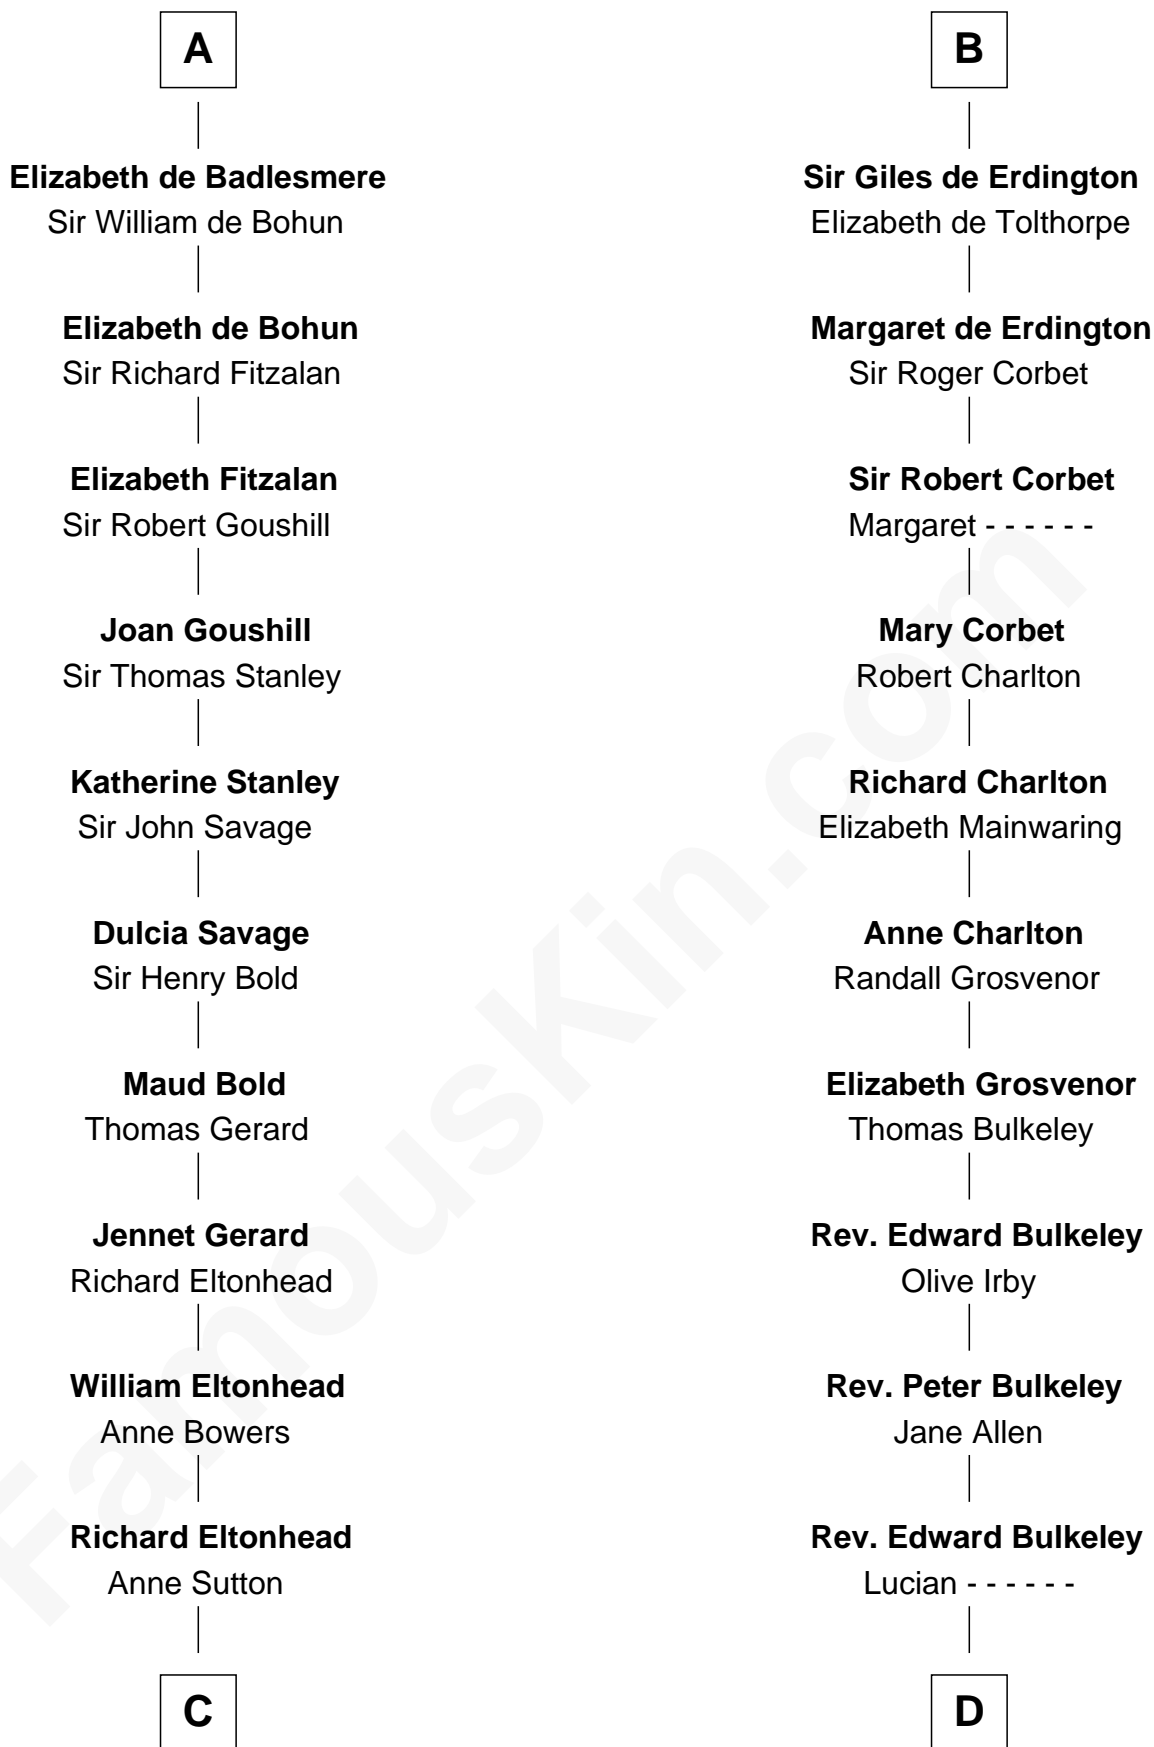 A
Elizabeth de Badlesmere
Sir William de Bohun
Elizabeth de Bohun
Sir Richard Fitzalan
Elizabeth Fitzalan
Sir Robert Goushill
Joan Goushill
Sir Thomas Stanley
Katherine Stanley
Sir John Savage
Dulcia Savage
Sir Henry Bold
Maud Bold
Thomas Gerard
Jennet Gerard
Richard Eltonhead
William Eltonhead
Anne Bowers
Richard Eltonhead
Anne Sutton
C
B
Sir Giles de Erdington
Elizabeth de Tolthorpe
Margaret de Erdington
Sir Roger Corbet
Sir Robert Corbet
Margaret - - - - - -
Mary Corbet
Robert Charlton
Richard Charlton
Elizabeth Mainwaring
Anne Charlton
Randall Grosvenor
Elizabeth Grosvenor
Thomas Bulkeley
Rev. Edward Bulkeley
Olive Irby
Rev. Peter Bulkeley
Jane Allen
Rev. Edward Bulkeley
Lucian - - - - - -
D
FamousKin.com